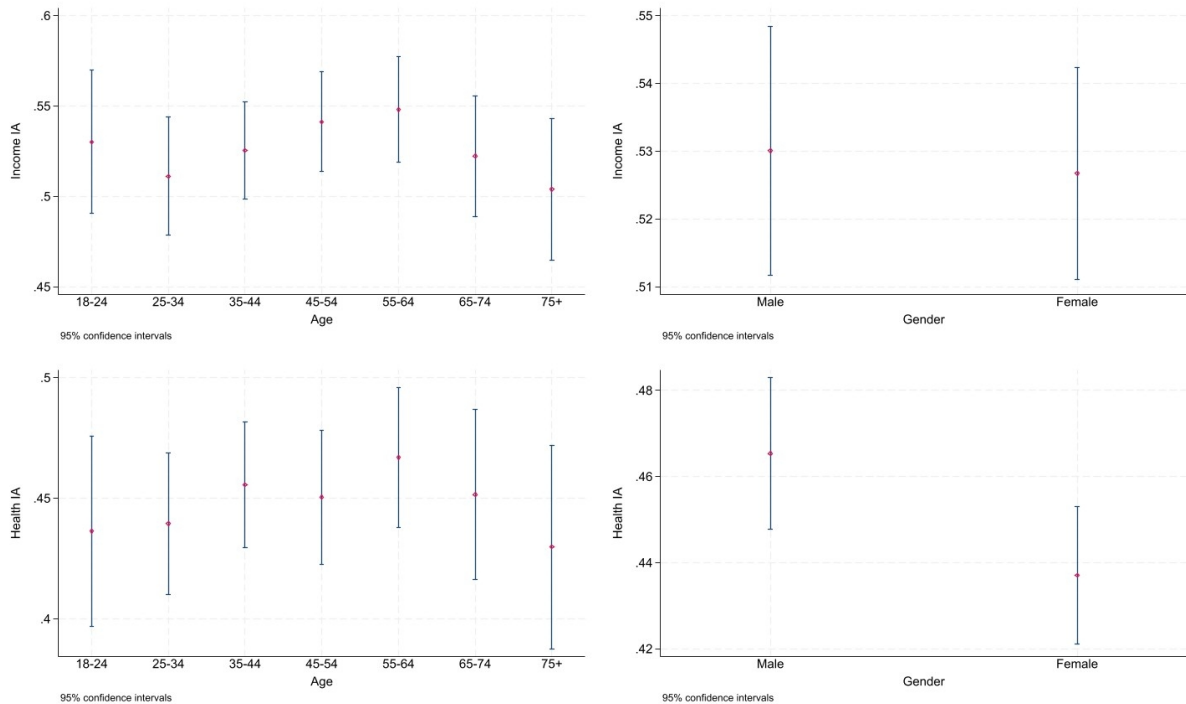 .6
.55
.5
.45
Income IA
18-24 25-34 35-44 45-54 55-64 65-74 75+
Age
95% confidence intervals
.55
.54
.53
.52
.51
Income IA
Male Female
Gender
95% confidence intervals
.5
.45
.4
Health IA
18-24 25-34 35-44 45-54 55-64 65-74 75+
Age
95% confidence intervals
.48
.46
.44
.42
Health IA
Male Female
Gender
95% confidence intervals